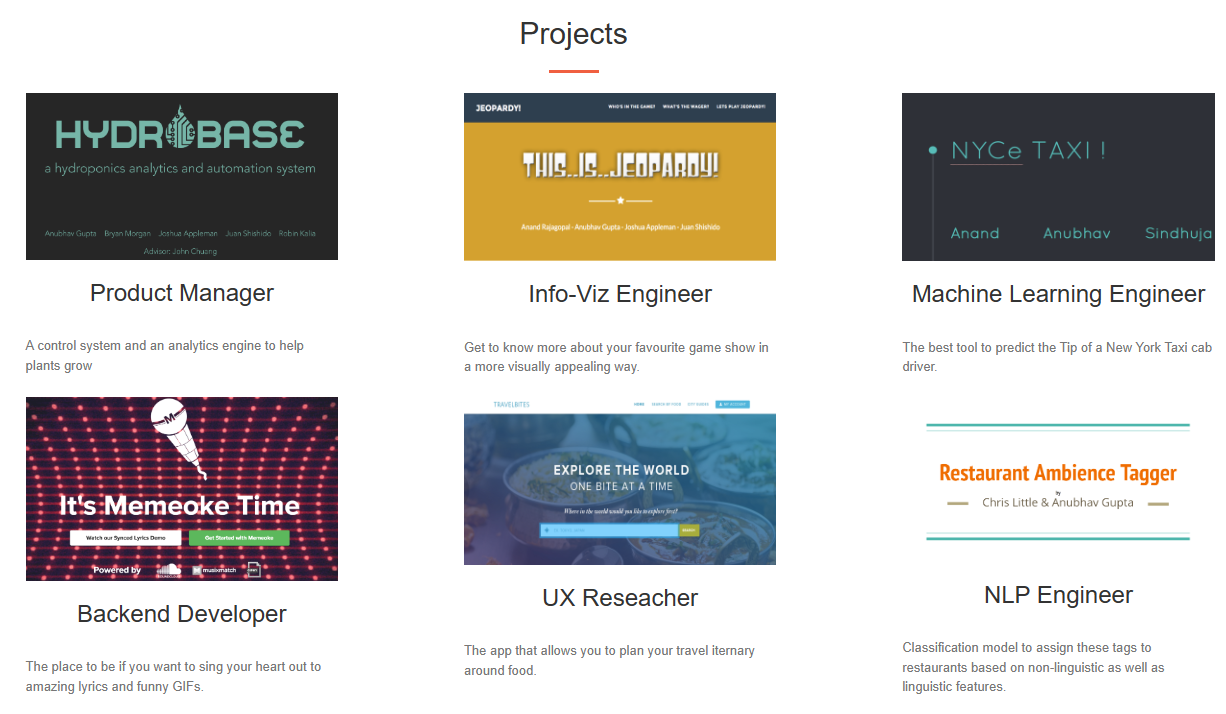 Projects
HYDROBASE
a hydroponics analytics and automation system
Anubhav Gupta Bryan Morgan Joshua Appleman Juan Shishido Robin Kalia
Advisor: John Chuang
Product Manager
A control system and an analytics engine to help
plants grow
JEOPARDY!
WHO'S IN THE GAME? WHAT'S THE WAGER? LETS PLAY JEOPARDY!
THIS..IS..JEOPARDY!
Anand Rajagopal - Anubhav Gupta - Joshua Appleman - Juan Shishido
Info-Viz Engineer
Get to know more about your favourite game show in
a more visually appealing way.
NYCe TAXI !
Anand Anubhav Sindhuja
Machine Learning Engineer
The best tool to predict the Tip of a New York Taxi cab
driver.
M
It's Memeoke Time
Watch our Synced Lyrics Demo Get Started with Memeoke
Powered by SOUNDCLOUD musixmatch
Backend Developer
The place to be if you want to sing your heart out to
amazing lyrics and funny GIFs.
TRAVELBITES
HOME
EXPLORE THE WORLD
ONE BITE AT A TIME
Where in the world would you like to explore first?
UX Reseacher
The app that allows you to plan your travel iternary
around food.
Restaurant Ambience Tagger
by
Chris Little & Anubhav Gupta
NLP Engineer
Classification model to assign these tags to
restaurants based on non-linguistic as well as
linguistic features.